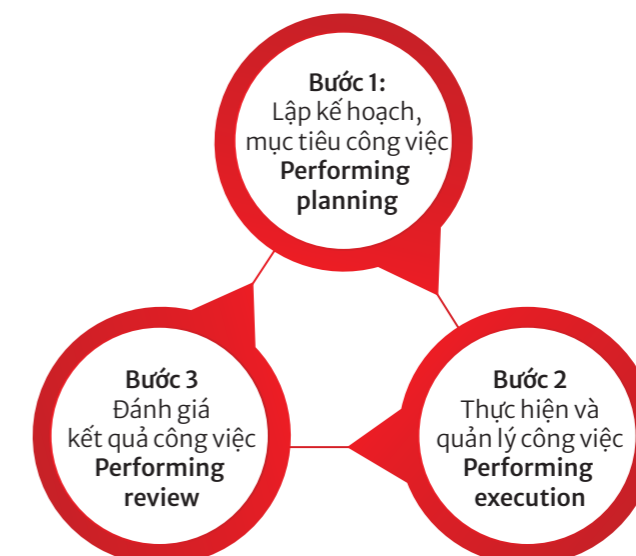 Bước 1:
Lập kế hoạch,
mục tiêu công việc
Performing
planning
Bước 2
Thực hiện và
quản lý công việc
Performing
execution
Bước 3
Đánh giá
kết quả công việc
Performing
review